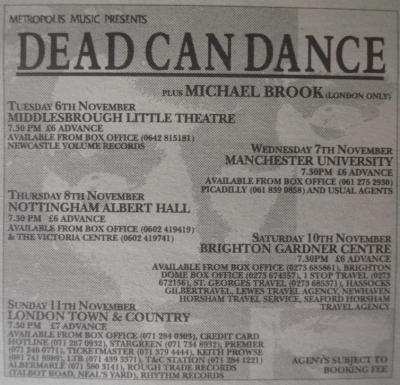 METROPOLIS MUSIC PRESENTS
DEAD CAN DANCE
PLUS MICHAEL BROOK (LONDON ONLY)
TUESDAY 6TH NOVEMBER
MIDDLESBROUGH LITTLE THEATRE
7.30 PM £6 ADVANCE
AVAILABLE FROM BOX OFFICE (0642 815181)
NEWCASTLE VOLUME RECORDS
WEDNESDAY 7TH NOVEMBER
MANCHESTER UNIVERSITY
7.30PM £6 ADVANCE
AVAILABLE FROM BOX OFFICE (061 275 2930)
PICADILLY (061 839 0858) AND USUAL AGENTS
THURSDAY 8TH NOVEMBER
NOTTINGHAM ALBERT HALL
7.30 PM £6 ADVANCE
AVAILABLE FROM BOX OFFICE (0602 419419)
& THE VICTORIA CENTRE (0602 419741)
SATURDAY 10TH NOVEMBER
BRIGHTON GARDNER CENTRE
7.30PM £6 ADVANCE
AVAILABLE FROM BOX OFFICE (0273 685861), BRIGHTON
DOME BOX OFFICE (0273 674357), 1 STOP TRAVEL (0273
672156), ST. GEORGES TRAVEL (0273 685371), HASSOCKS
GILBERTRAVEL, LEWES TRAVEL AGENCY, NEWHAVEN
HORSHAM TRAVEL SERVICE, SEAFORD HORSHAM
TRAVEL AGENCY
SUNDAY 11TH NOVEMBER
LONDON TOWN & COUNTRY
7.30 PM £7 ADVANCE
AVAILABLE FROM BOX OFFICE (071 284 0303), CREDIT CARD
HOTLINE (071 287 0932), STARGREEN (071 734 8932), PREMIER
(071 240 0771), TICKETMASTER (071 379 4444), KEITH PROWSE
(081 741 8989), LTB (071 439 3371), T&C STATION (071 284 1221)
ALBERMARLE (071 580 3141), ROUGH TRADE RECORDS
(TALBOT ROAD, NEAL'S YARD), RHYTHM RECORDS
AGENTS SUBJECT TO
BOOKING FEE